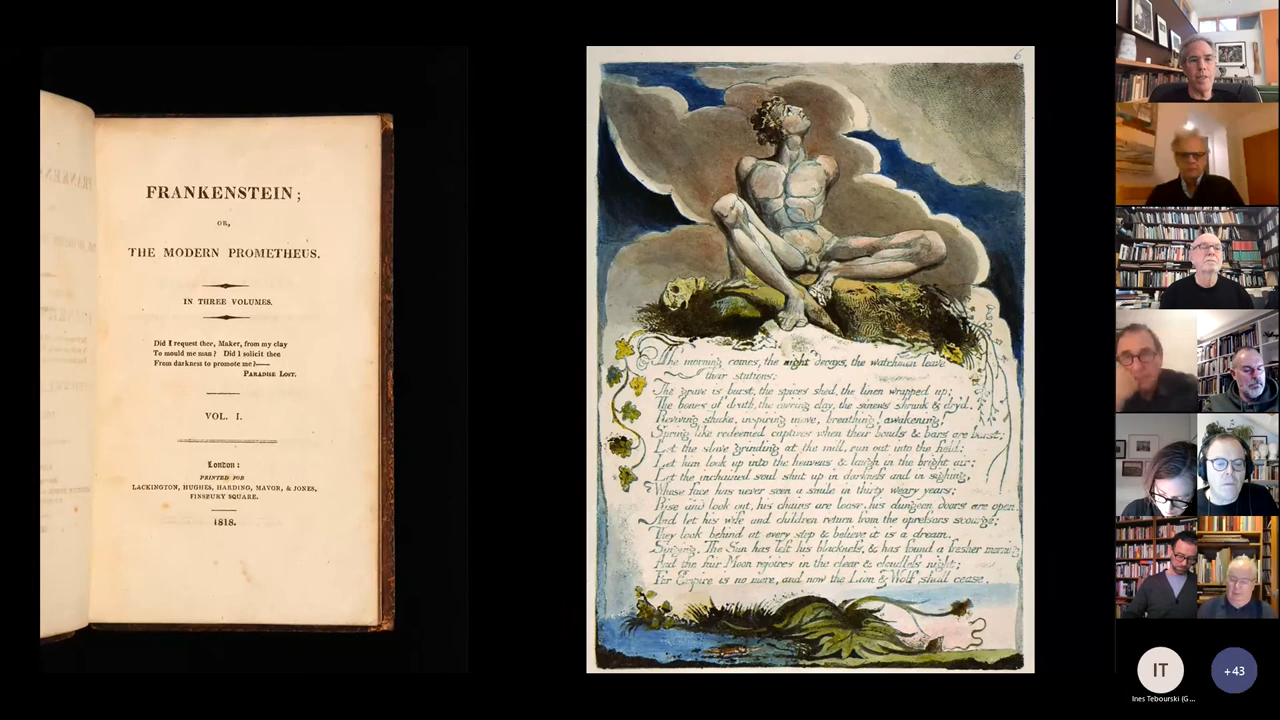 FRANKENSTEIN;
OR,
THE MODERN PROMETHEUS.
IN THREE VOLUMES.
Did I request thee, Maker, from my clay
To mould me man? Did I solicit thee
From darkness to promote me?——
PARADISE LOST.
VOL. I.
London:
PRINTED FOR
LACKINGTON, HUGHES, HARDING, MAVOR, & JONES,
FINSBURY SQUARE.
1818.
6
The morning comes, the night decays, the watchmen leave
their stations;
The grave is burst, the spices shed, the linen wrapped up;
The bones of death, the cov'ring clay, the sinews shrunk & dry'd.
Reviving shake, inspiring move, breathing! awakening!
Spring like redeemed captives when their bonds & bars are burst;
Let the slave grinding at the mill, run out into the field:
Let him look up into the heavens & laugh in the bright air;
Let the inchained soul shut up in darkness and in sighing,
Whose face has never seen a smile in thirty weary years;
Rise and look out, his chains are loose, his dungeon doors are open.
And let his wife and children return from the opressors scourge;
They look behind at every step & believe it is a dream.
Singing. The Sun has left his blackness, & has found a fresher morning
And the fair Moon rejoices in the clear & cloudless night;
For Empire is no more, and now the Lion & Wolf shall cease.
IT
+43
Ines Tebourski (G...